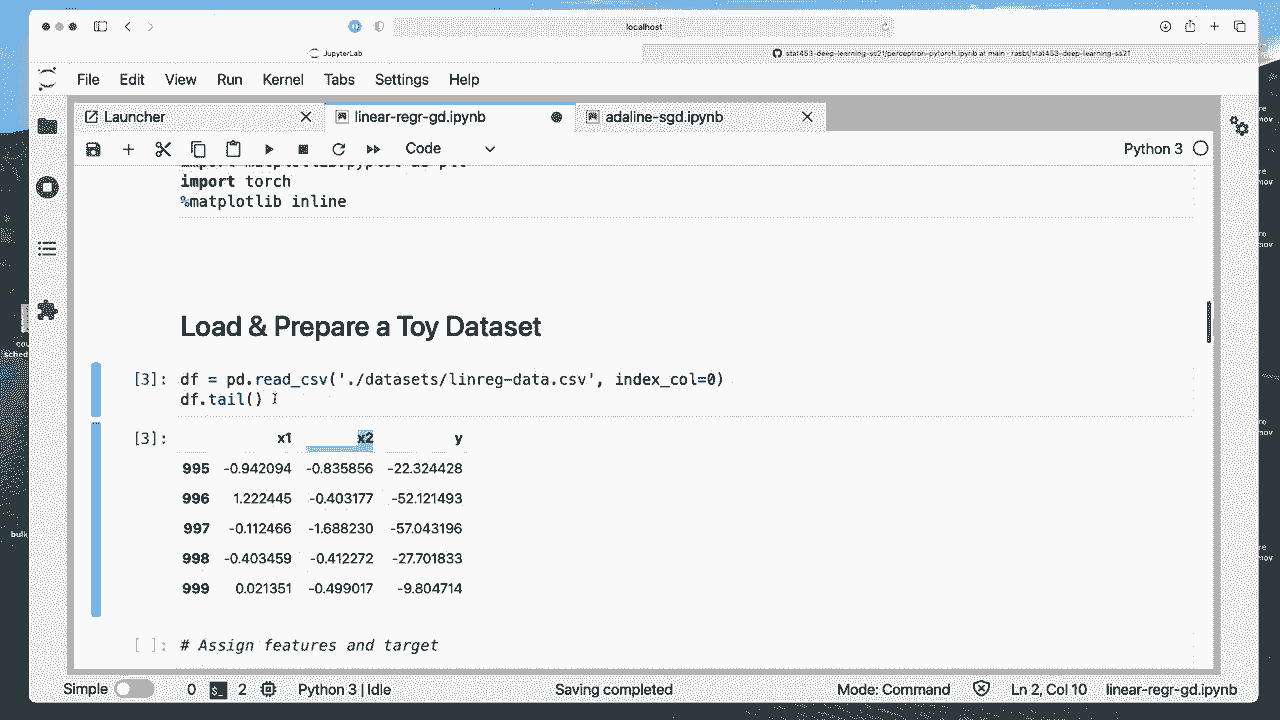 localhost
JupyterLab
stat453-deep-learning-ss21/perceptron-pytorch.ipynb at main · rasbt/stat453-deep-learning-ss21
File Edit View Run Kernel Tabs Settings Help
Launcher
linear-regr-gd.ipynb
adaline-sgd.ipynb
Code
Python 3
import matplotlib.pyplot as plt
import torch
%matplotlib inline
Load & Prepare a Toy Dataset
[3]: df = pd.read_csv('./datasets/linreg-data.csv', index_col=0)
df.tail()
[3]: x1 x2 y
995 -0.942094 -0.835856 -22.324428
996 1.222445 -0.403177 -52.121493
997 -0.112466 -1.688230 -57.043196
998 -0.403459 -0.412272 -27.701833
999 0.021351 -0.499017 -9.804714
[ ]: # Assign features and target
Simple 0 2 Python 3 | Idle Saving completed Mode: Command Ln 2, Col 10 linear-regr-gd.ipynb